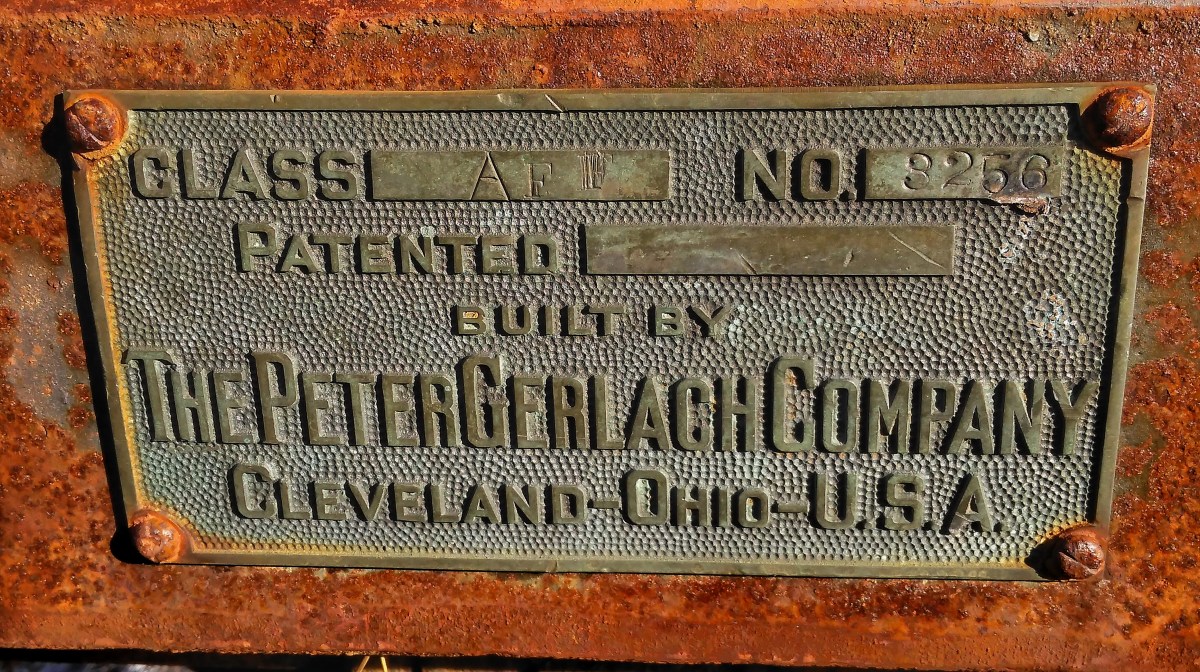 CLASS AF NO. 3256
PATENTED
BUILT BY
THE PETER GERLACH COMPANY
CLEVELAND-OHIO-U.S.A.